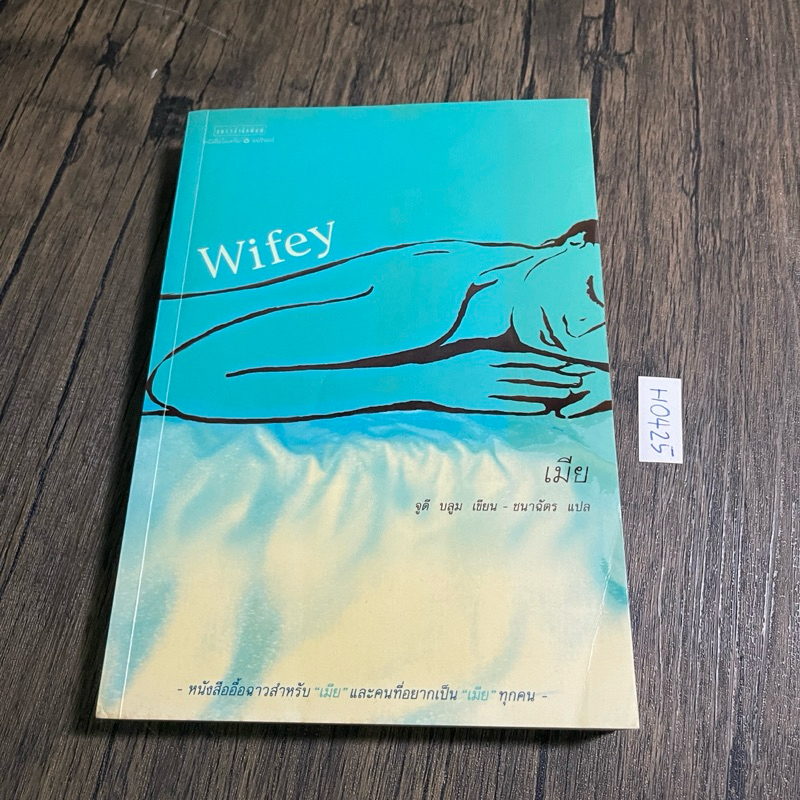 Wifey
เมีย
จูดี บลูม เขียน - ชนาฉัตร แปล
- หนังสืออื้อฉาวสำหรับ “เมีย” และคนที่อยากเป็น “เมีย” ทุกคน -
H0425